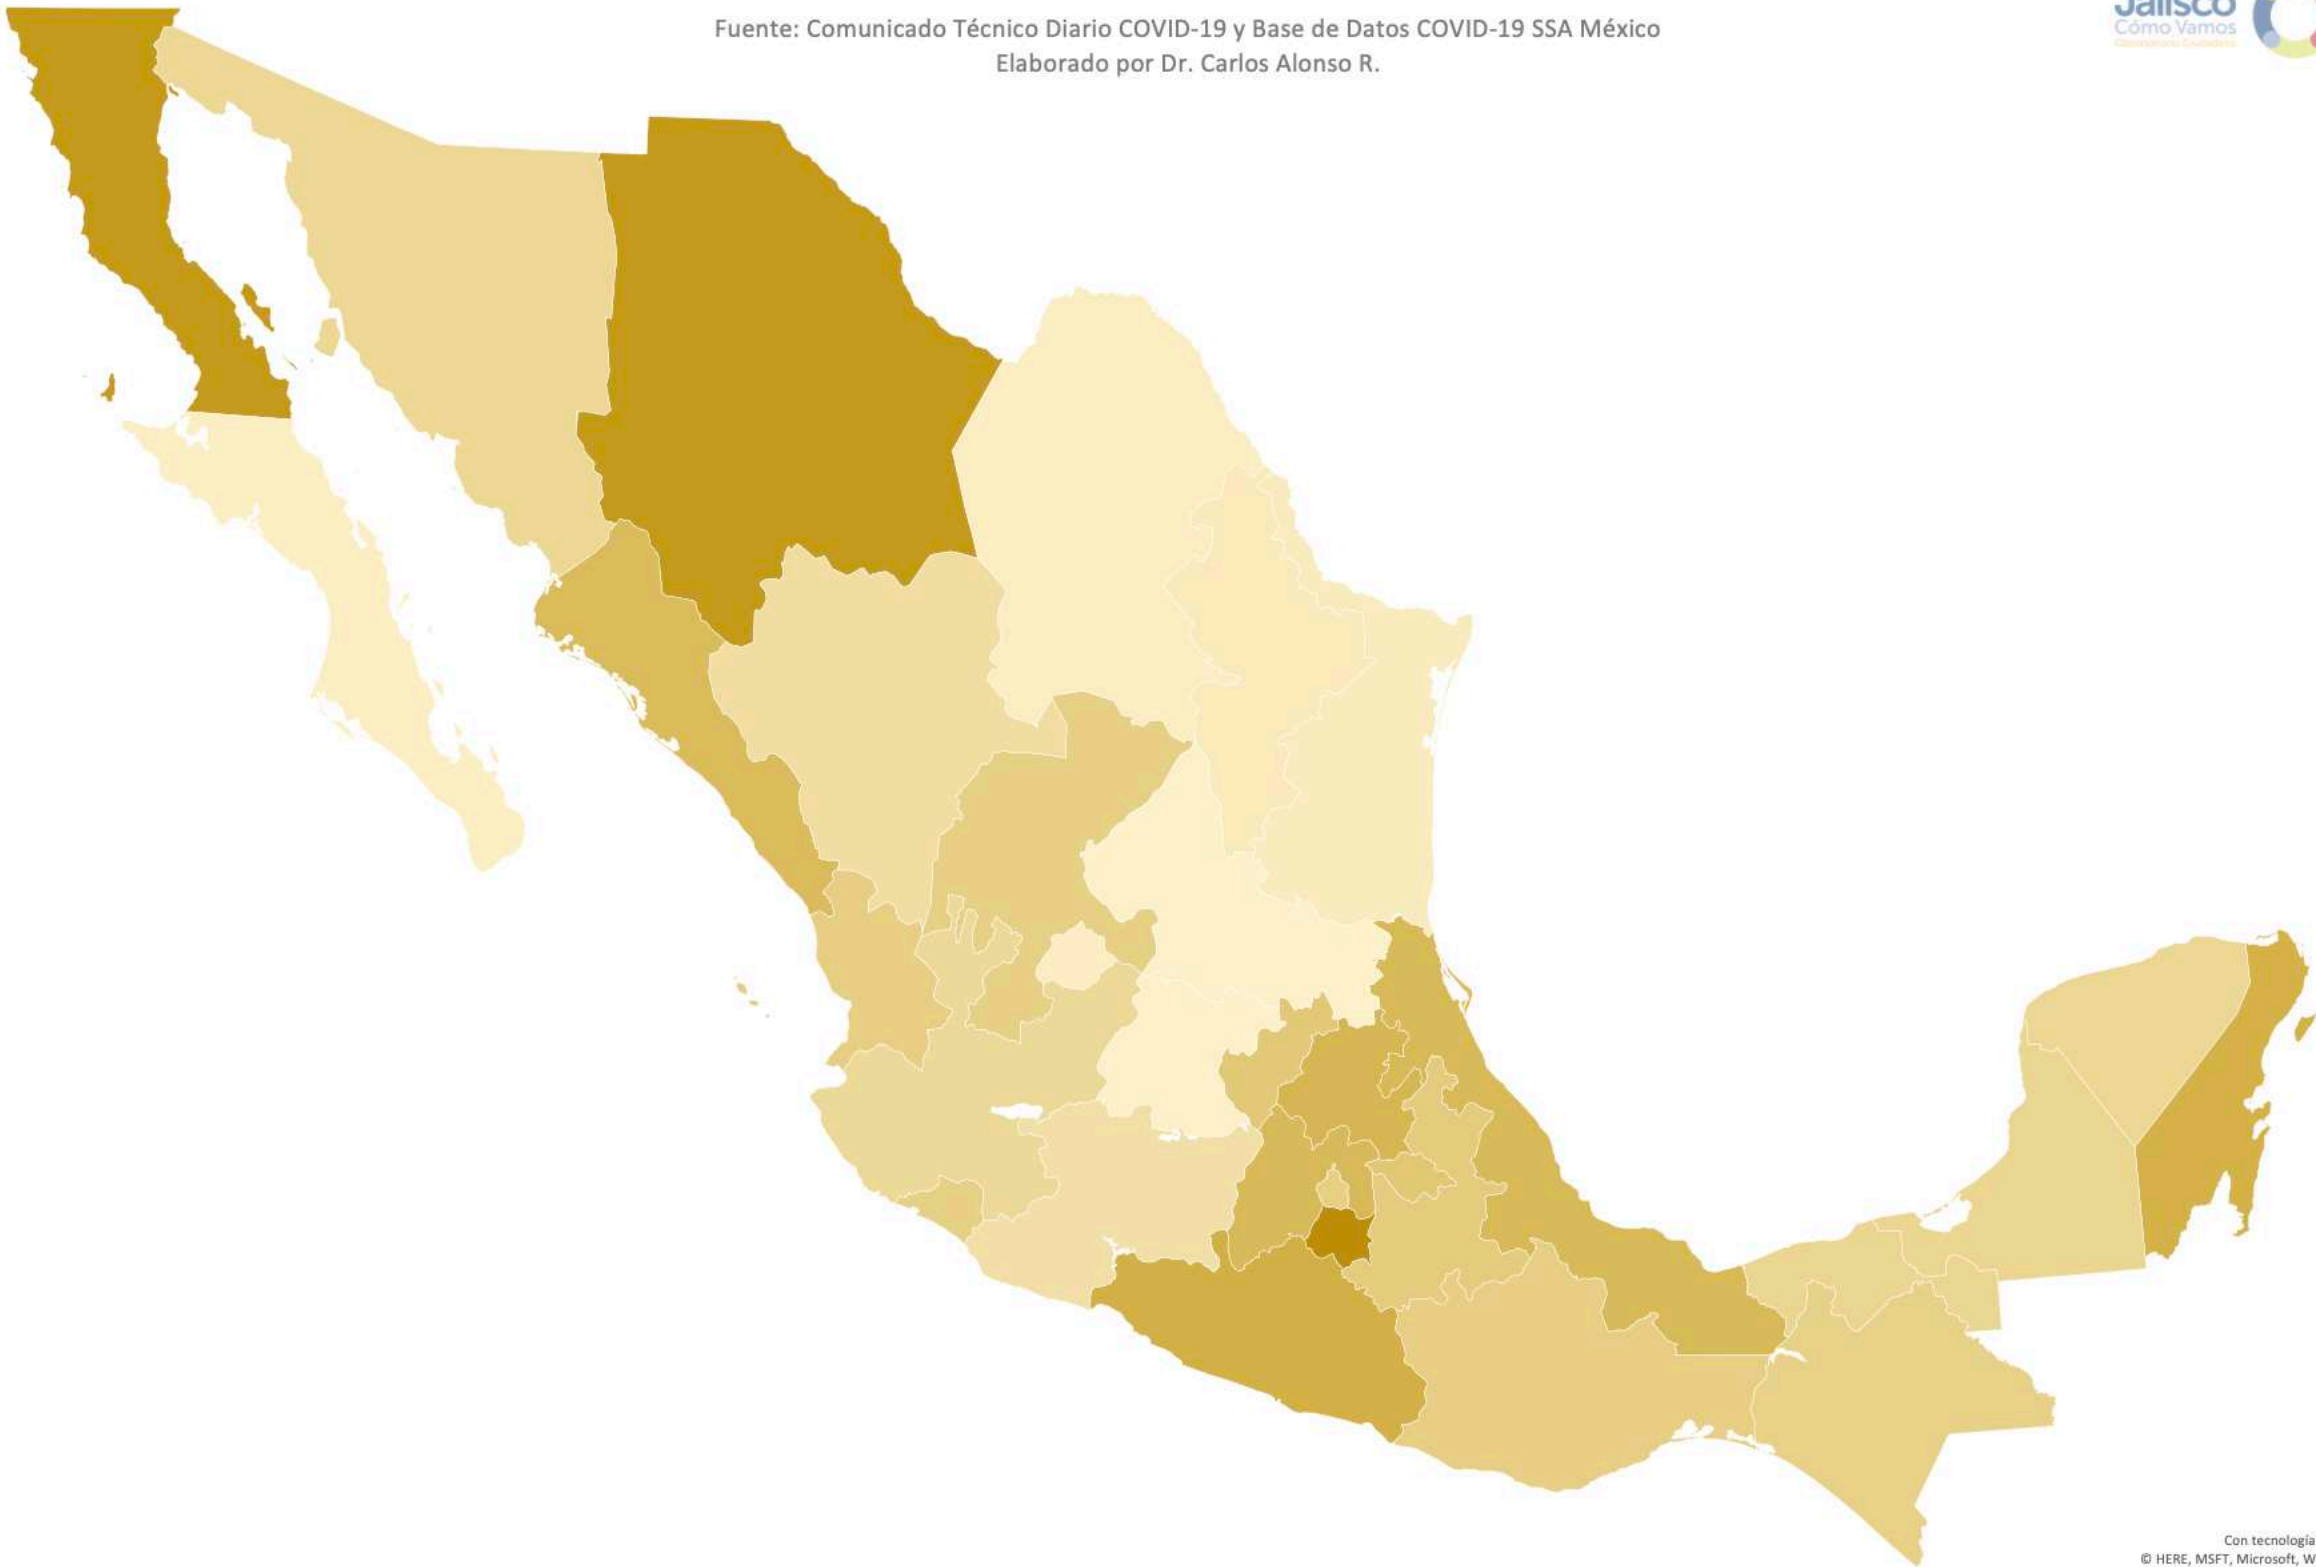 Fuente: Comunicado Técnico Diario COVID-19 y Base de Datos COVID-19 SSA México
Elaborado por Dr. Carlos Alonso R.
Jalisco
Cómo Vamos
Con tecnología
© HERE, MSFT, Microsoft, W